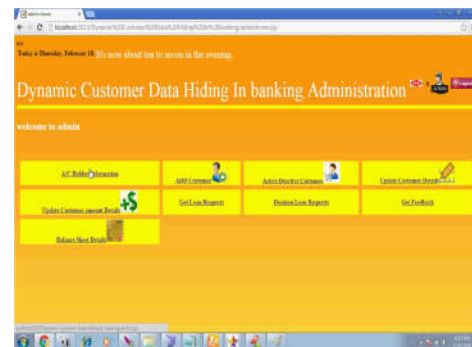 admin home
Today is Thursday, February 18, It's now about ten to seven in the evening.
Dynamic Customer Data Hiding In banking Administration
welcome to admin
A/C Holder Information
Add Customer
Active/Deactive Customer
Update Customer Details
Update Customer amount Details
Get Loan Requests
Decision Loan Requests
Get Feedback
Balance Sheet Details